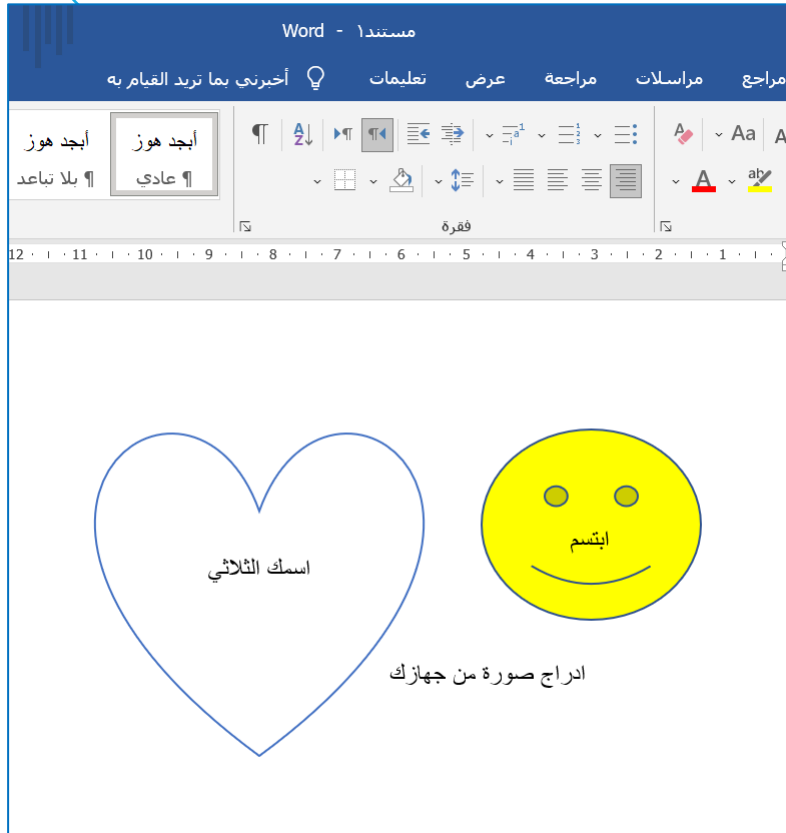 مستند١ - Word
مراجع مراسلات مراجعة عرض تعليمات أخبرني بما تريد القيام به
Aa A
أبجد هوز أبجد هوز
¶ عادي ¶ بلا تباعد
فقرة
1 2 3 4 5 6 7 8 9 10 11 12
ابتسم
اسمك الثلاثي
ادراج صورة من جهازك